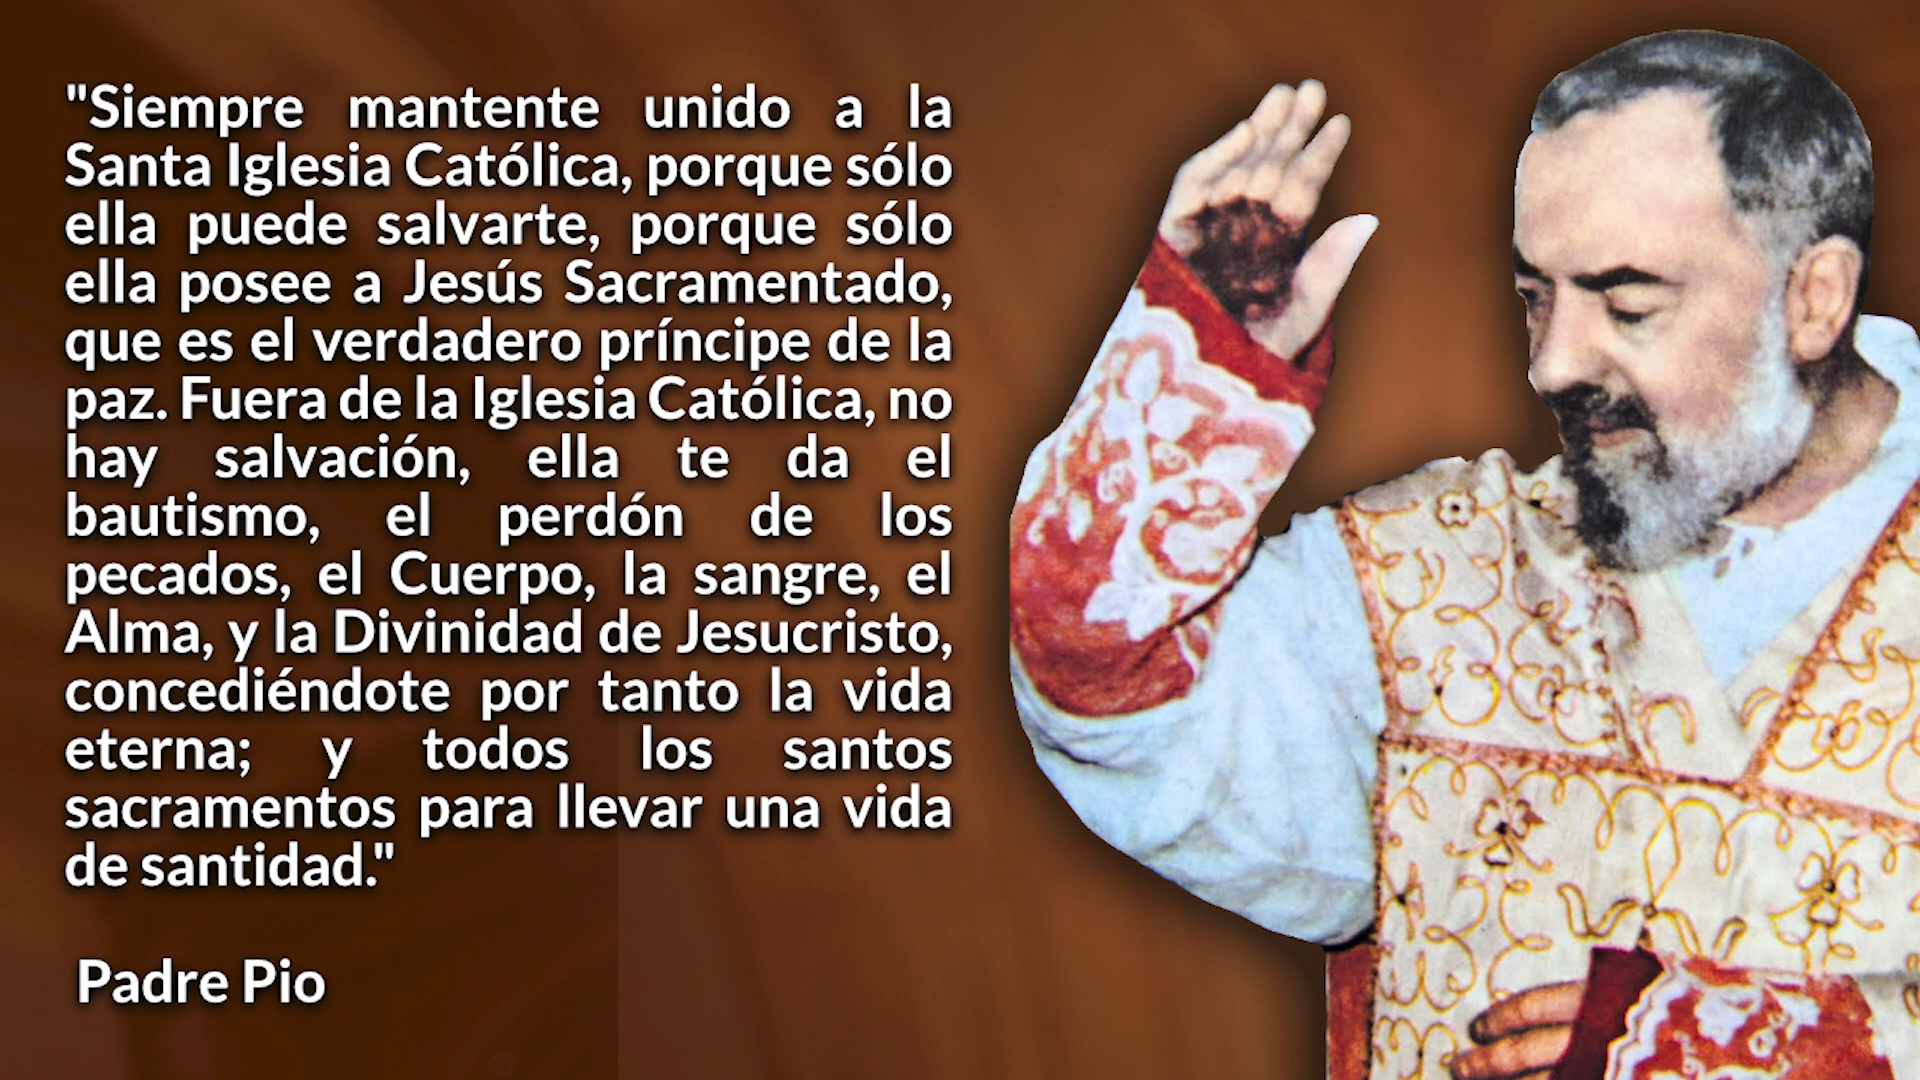 "Siempre mantente unido a la
Santa Iglesia Católica, porque sólo
ella puede salvarte, porque sólo
ella posee a Jesús Sacramentado,
que es el verdadero príncipe de la
paz. Fuera de la Iglesia Católica, no
hay salvación, ella te da el
bautismo, el perdón de los
pecados, el Cuerpo, la sangre, el
Alma, y la Divinidad de Jesucristo,
concediéndote por tanto la vida
eterna; y todos los santos
sacramentos para llevar una vida
de santidad."
Padre Pio